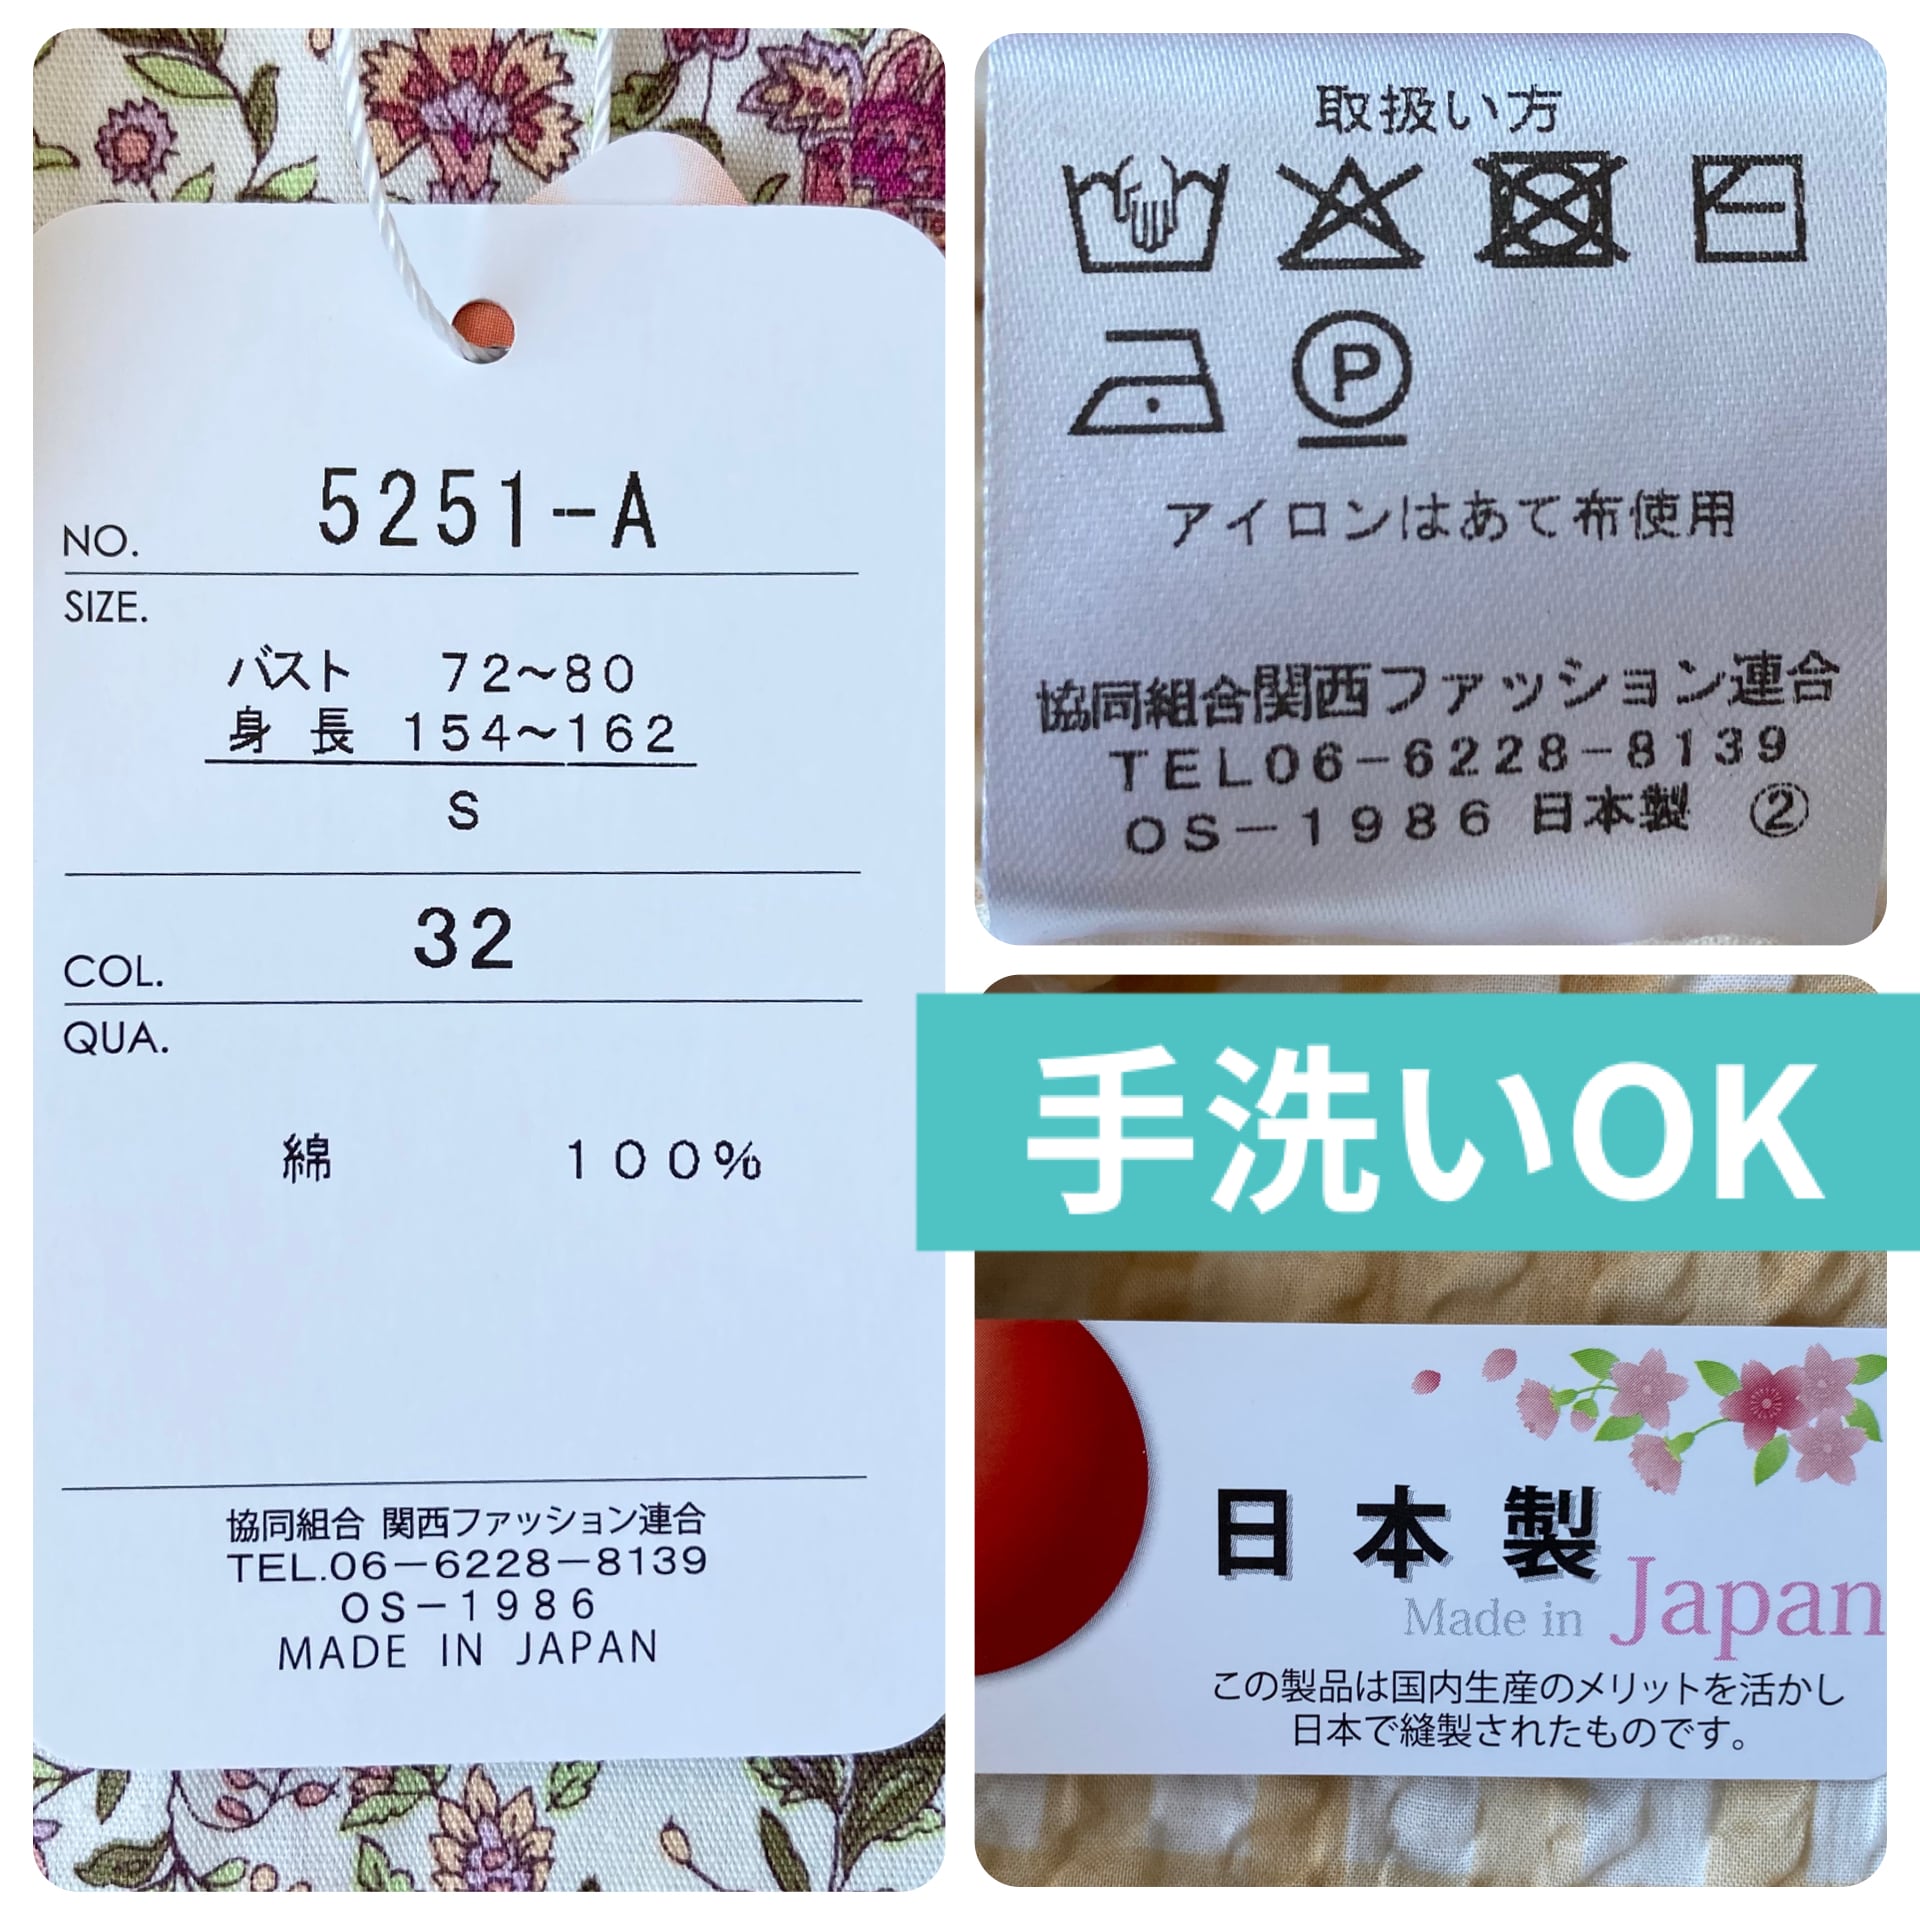 NO. 5251-A
SIZE.
バスト 72～80
身長 154～162
S
COL. 32
QUA.
綿 100%
協同組合 関西ファッション連合
TEL.06－6228－8139
OS－1986
MADE IN JAPAN
取扱い方
P
アイロンはあて布使用
協同組合関西ファッション連合
TEL06－6228－8139
OS－1986 日本製 ②
手洗いOK
日本製
Made in Japan
この製品は国内生産のメリットを活かし
日本で縫製されたものです。